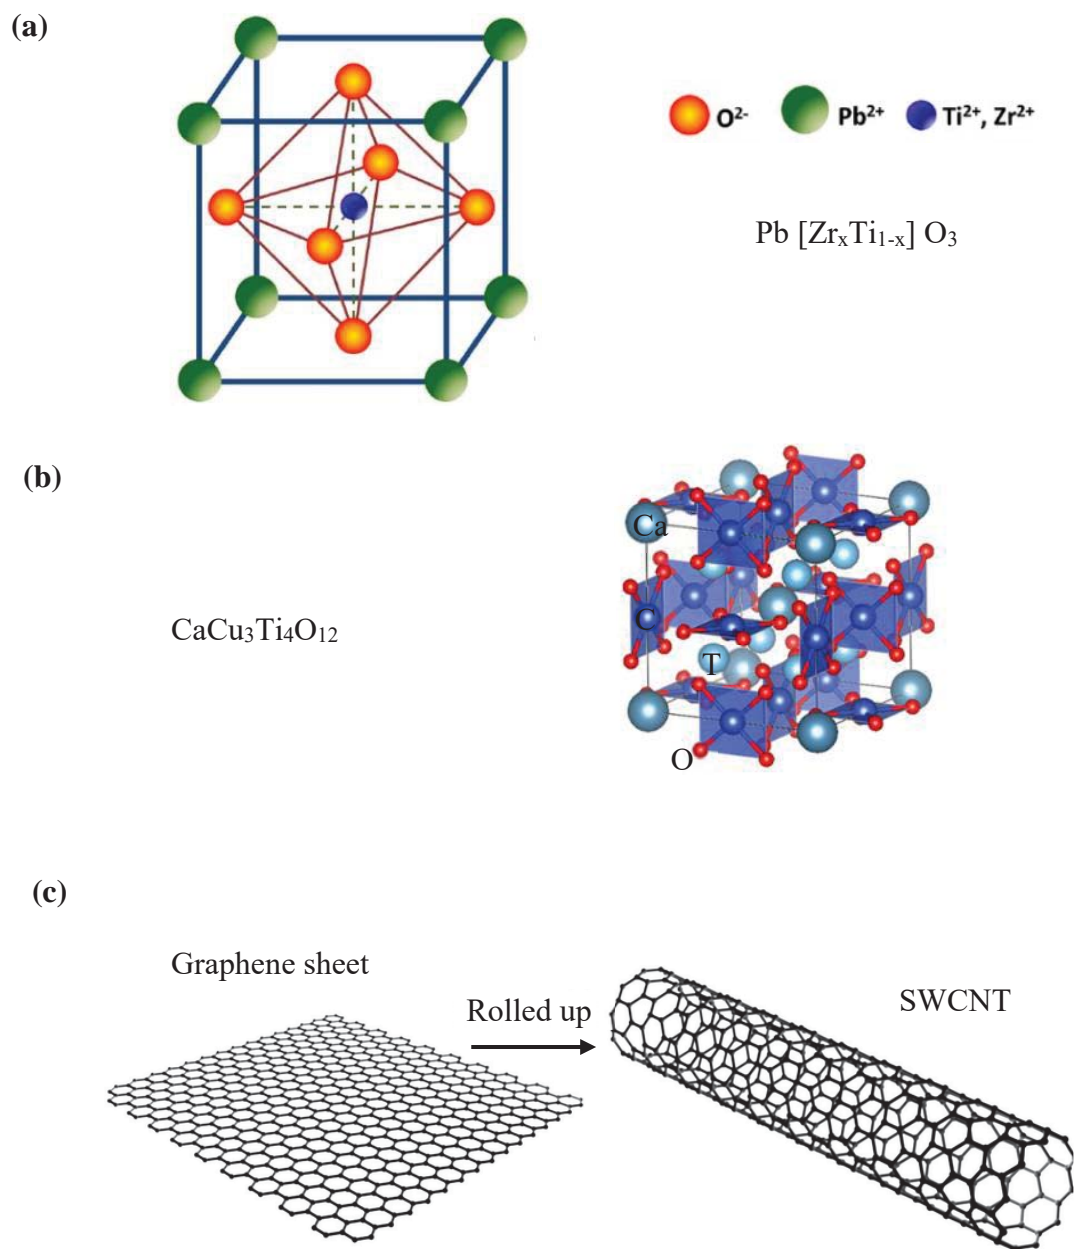 (a)
O²⁻ Pb²⁺ Ti²⁺, Zr²⁺
Pb [ZrₓTi₁₋ₓ] O₃
(b)
Ca
CaCu₃Ti₄O₁₂
C
T
O
(c)
Graphene sheet
Rolled up
SWCNT